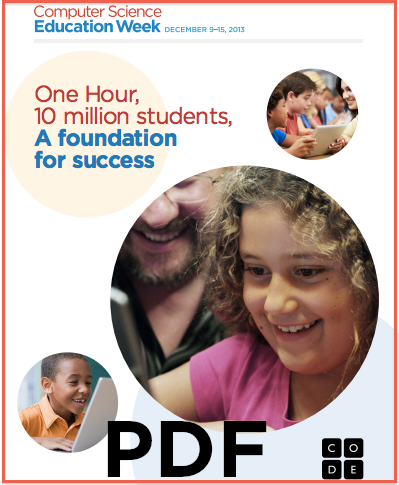 Computer Science
Education Week DECEMBER 9–15, 2013
One Hour,
10 million students,
A foundation
for success
PDF
C O
D E